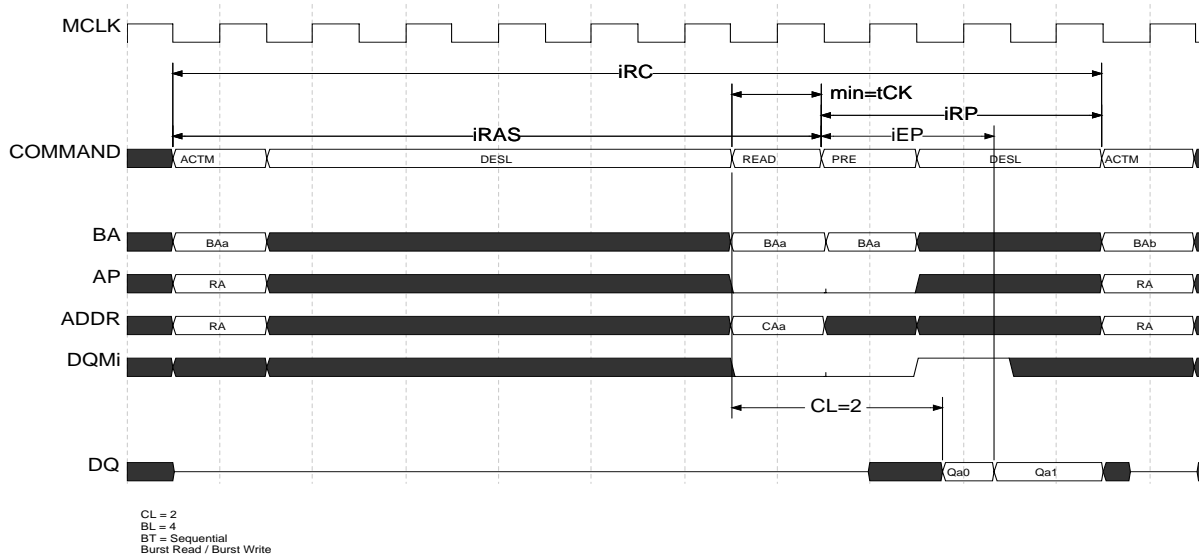 MCLK
iRC
min=tCK
iRP
iRAS
iEP
COMMAND ACTM DESL READ PRE DESL ACTM
BA BAa BAa BAa BAb
AP RA RA
ADDR RA CAa RA
DQMi
CL=2
DQ Qa0 Qa1
CL = 2
BL = 4
BT = Sequential
Burst Read / Burst Write